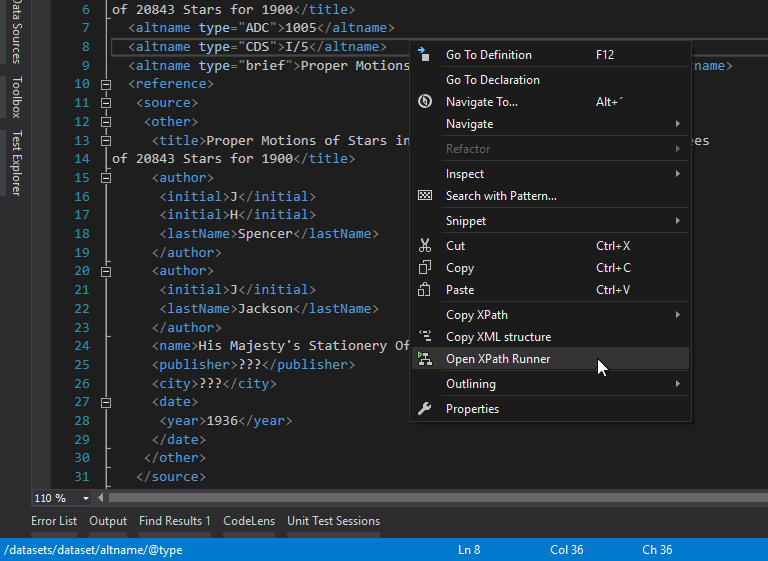 Data Sources
Toolbox
Test Explorer
6 of 20843 Stars for 1900</title>
7 <altname type="ADC">1005</altname>
8 <altname type="CDS">I/5</altname>
9 <altname type="brief">Proper Motions name>
10 <reference>
11 <source>
12 <other>
13 <title>Proper Motions of Stars in ees
14 of 20843 Stars for 1900</title>
15 <author>
16 <initial>J</initial>
17 <initial>H</initial>
18 <lastName>Spencer</lastName>
19 </author>
20 <author>
21 <initial>J</initial>
22 <lastName>Jackson</lastName>
23 </author>
24 <name>His Majesty's Stationery Of
25 <publisher>???</publisher>
26 <city>???</city>
27 <date>
28 <year>1936</year>
29 </date>
30 </other>
31 </source>
Go To Definition F12
Go To Declaration
Navigate To... Alt+´
Navigate
Refactor
Inspect
Search with Pattern...
Snippet
Cut Ctrl+X
Copy Ctrl+C
Paste Ctrl+V
Copy XPath
Copy XML structure
Open XPath Runner
Outlining
Properties
110 %
Error List Output Find Results 1 CodeLens Unit Test Sessions
/datasets/dataset/altname/@type Ln 8 Col 36 Ch 36